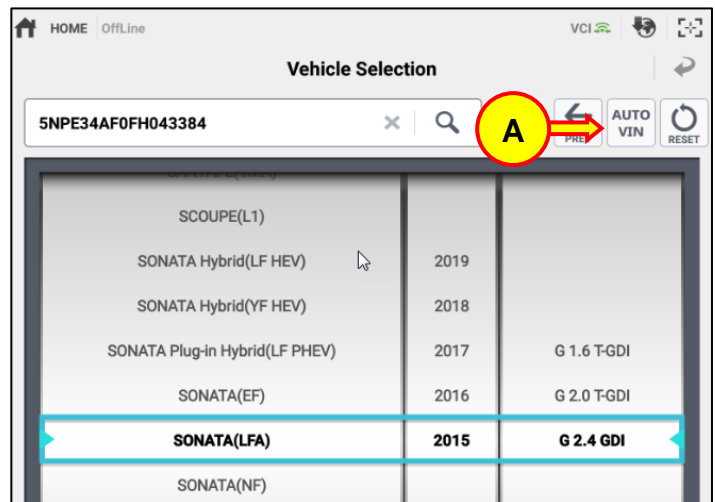 HOME OffLine VCI
Vehicle Selection
5NPE34AF0FH043384 × A AUTO VIN RESET
SCOUPE(L1)
SONATA Hybrid(LF HEV) 2019
SONATA Hybrid(YF HEV) 2018
SONATA Plug-in Hybrid(LF PHEV) 2017 G 1.6 T-GDI
SONATA(EF) 2016 G 2.0 T-GDI
SONATA(LFA) 2015 G 2.4 GDI
SONATA(NF)